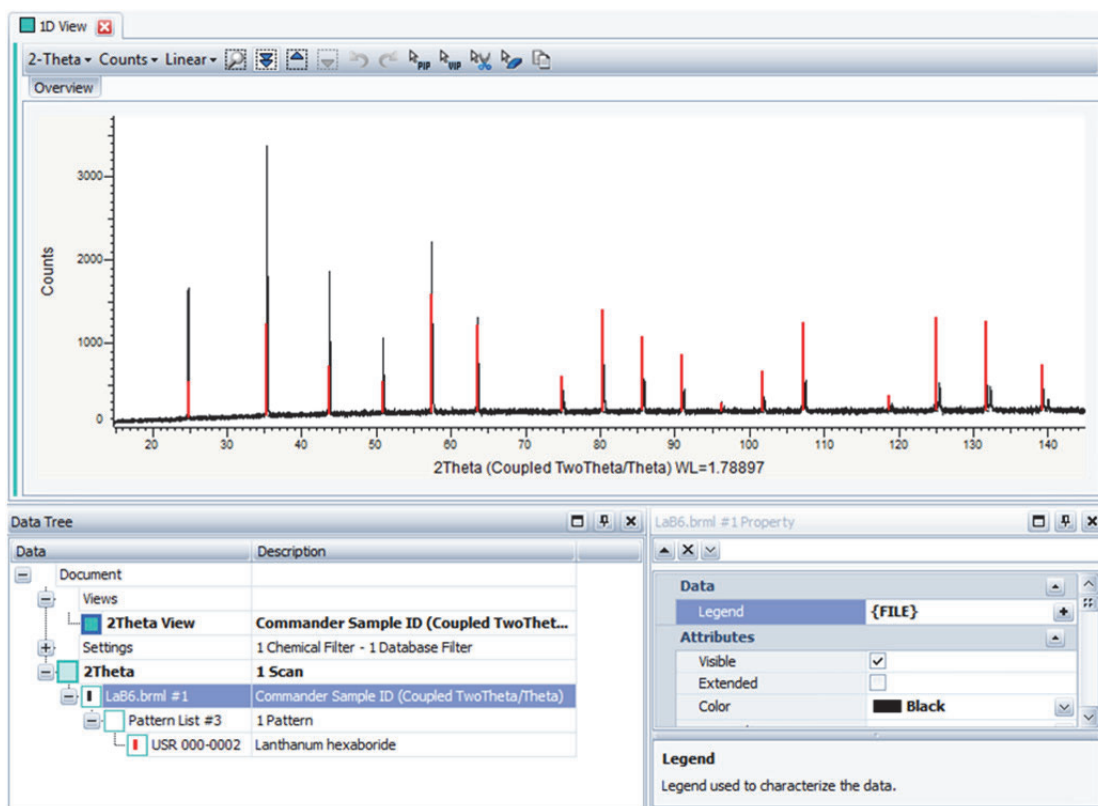 1D View
2-Theta Counts Linear PIP VIP
Overview
Counts
3000
2000
1000
0
20 30 40 50 60 70 80 90 100 110 120 130 140
2Theta (Coupled TwoTheta/Theta) WL=1.78897
Data Tree
Data Description
Document
Views
2Theta View Commander Sample ID (Coupled TwoThet...
Settings 1 Chemical Filter - 1 Database Filter
2Theta 1 Scan
LaB6.brml #1 Commander Sample ID (Coupled TwoTheta/Theta)
Pattern List #3 1 Pattern
USR 000-0002 Lanthanum hexaboride
LaB6.brml #1 Property
Data
Legend {FILE}
Attributes
Visible
Extended
Color Black
Legend
Legend used to characterize the data.